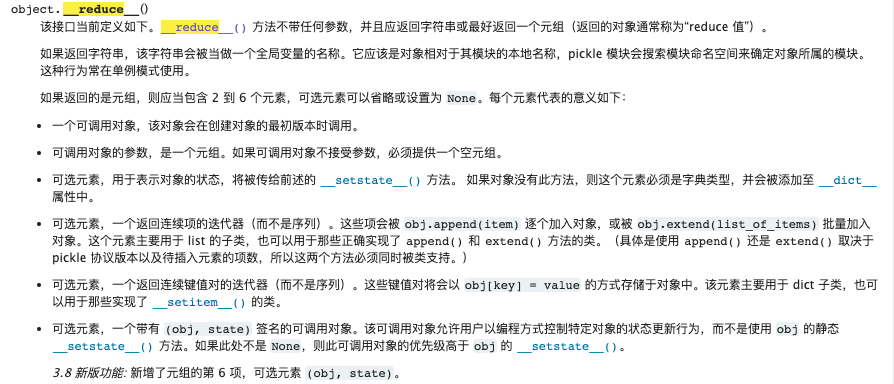 object.__reduce__()
该接口当前定义如下。__reduce__() 方法不带任何参数，并且应返回字符串或最好返回一个元组（返回的对象通常称为“reduce 值”）。
如果返回字符串，该字符串会被当做一个全局变量的名称。它应该是对象相对于其模块的本地名称，pickle 模块会搜索模块命名空间来确定对象所属的模块。
这种行为常在单例模式使用。
如果返回的是元组，则应当包含 2 到 6 个元素，可选元素可以省略或设置为 None。每个元素代表的意义如下：
• 一个可调用对象，该对象会在创建对象的最初版本时调用。
• 可调用对象的参数，是一个元组。如果可调用对象不接受参数，必须提供一个空元组。
• 可选元素，用于表示对象的状态，将被传给前述的 __setstate__() 方法。 如果对象没有此方法，则这个元素必须是字典类型，并会被添加至 __dict__
属性中。
• 可选元素，一个返回连续项的迭代器（而不是序列）。这些项会被 obj.append(item) 逐个加入对象，或被 obj.extend(list_of_items) 批量加入
对象。这个元素主要用于 list 的子类，也可以用于那些正确实现了 append() 和 extend() 方法的类。（具体是使用 append() 还是 extend() 取决于
pickle 协议版本以及待插入元素的项数，所以这两个方法必须同时被类支持。）
• 可选元素，一个返回连续键值对的迭代器（而不是序列）。这些键值对将会以 obj[key] = value 的方式存储于对象中。该元素主要用于 dict 子类，也可
以用于那些实现了 __setitem__() 的类。
• 可选元素，一个带有 (obj, state) 签名的可调用对象。该可调用对象允许用户以编程方式控制特定对象的状态更新行为，而不是使用 obj 的静态
__setstate__() 方法。如果此处不是 None，则此可调用对象的优先级高于 obj 的 __setstate__()。
3.8 新版功能: 新增了元组的第 6 项，可选元素 (obj, state)。